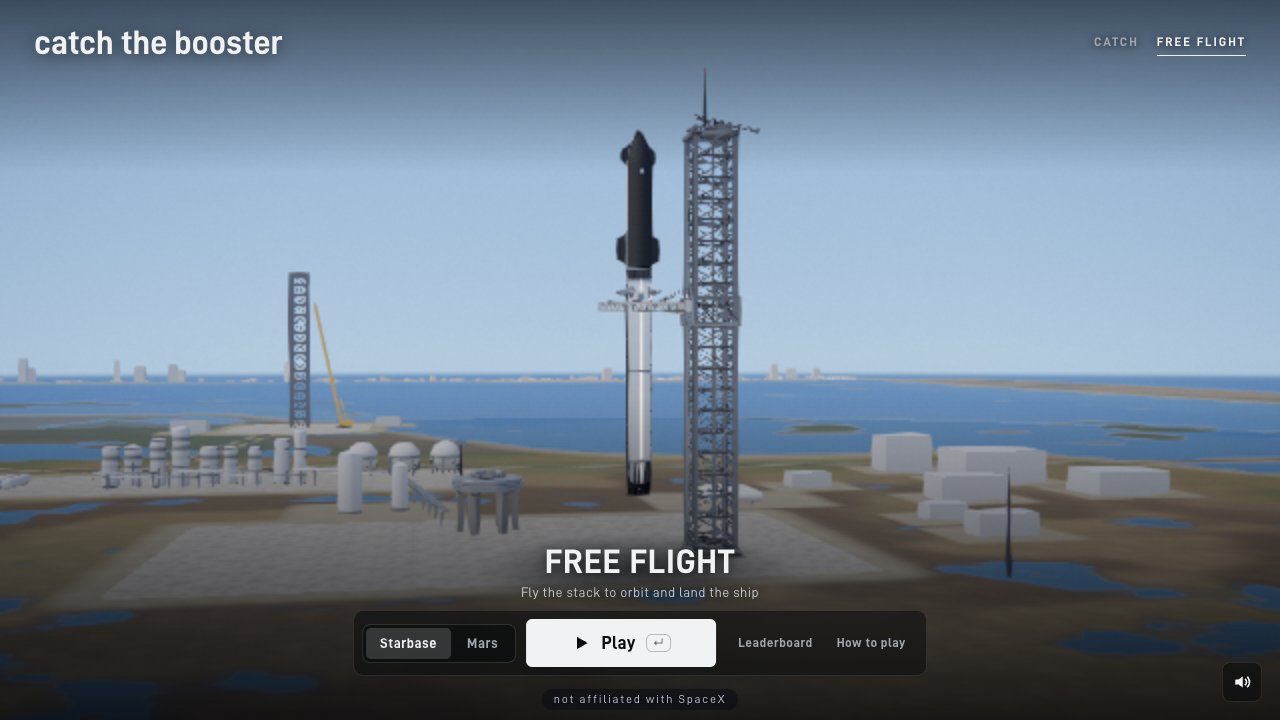 catch the booster
CATCH FREE FLIGHT
FREE FLIGHT
Fly the stack to orbit and land the ship
Starbase Mars Play Leaderboard How to play
not affiliated with SpaceX